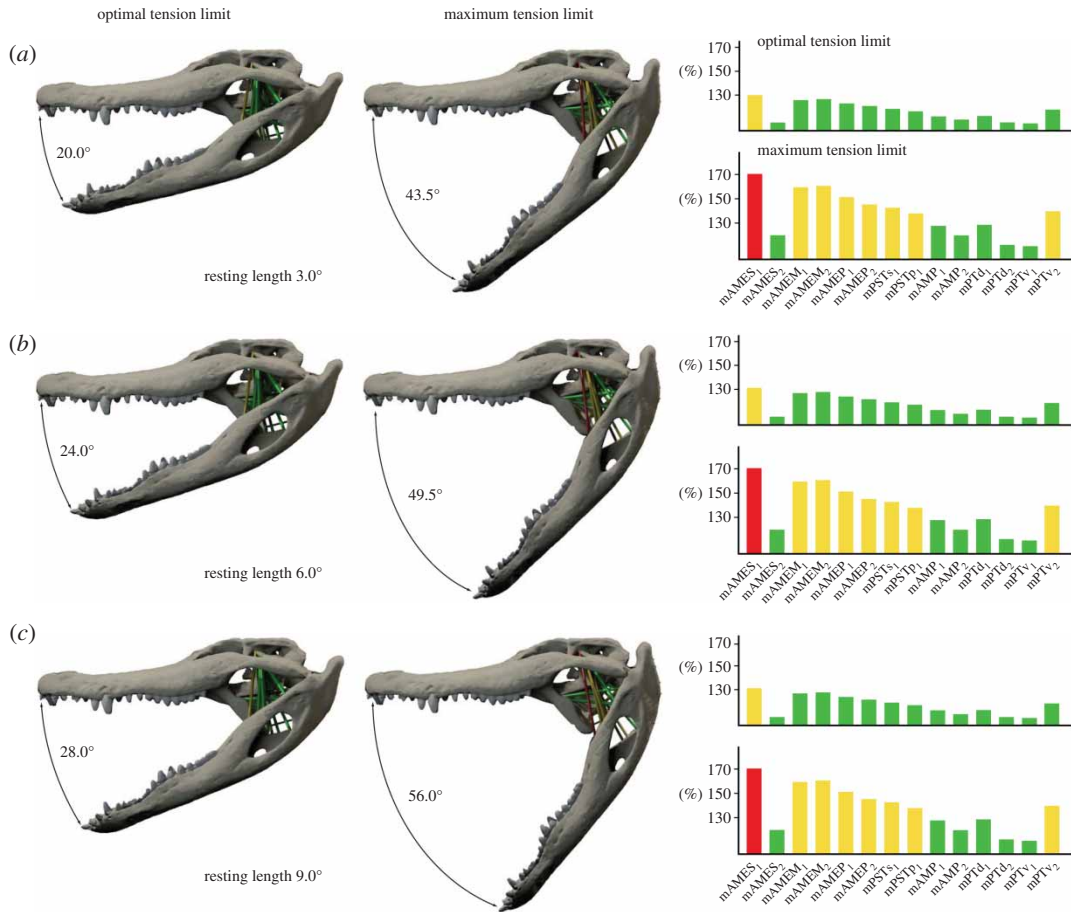 optimal tension limit
maximum tension limit
(a)
20.0°
resting length 3.0°
43.5°
optimal tension limit
170
(%) 150
130
maximum tension limit
170
(%) 150
130
mAMES1
mAMES2
mAMEM1
mAMEM2
mAMEP1
mAMEP2
mPSTs1
mPSTp1
mAMP1
mAMP2
mPTd1
mPTd2
mPTv1
mPTv2
(b)
24.0°
resting length 6.0°
49.5°
170
(%) 150
130
170
(%) 150
130
mAMES1
mAMES2
mAMEM1
mAMEM2
mAMEP1
mAMEP2
mPSTs1
mPSTp1
mAMP1
mAMP2
mPTd1
mPTd2
mPTv1
mPTv2
(c)
28.0°
resting length 9.0°
56.0°
170
(%) 150
130
170
(%) 150
130
mAMES1
mAMES2
mAMEM1
mAMEM2
mAMEP1
mAMEP2
mPSTs1
mPSTp1
mAMP1
mAMP2
mPTd1
mPTd2
mPTv1
mPTv2